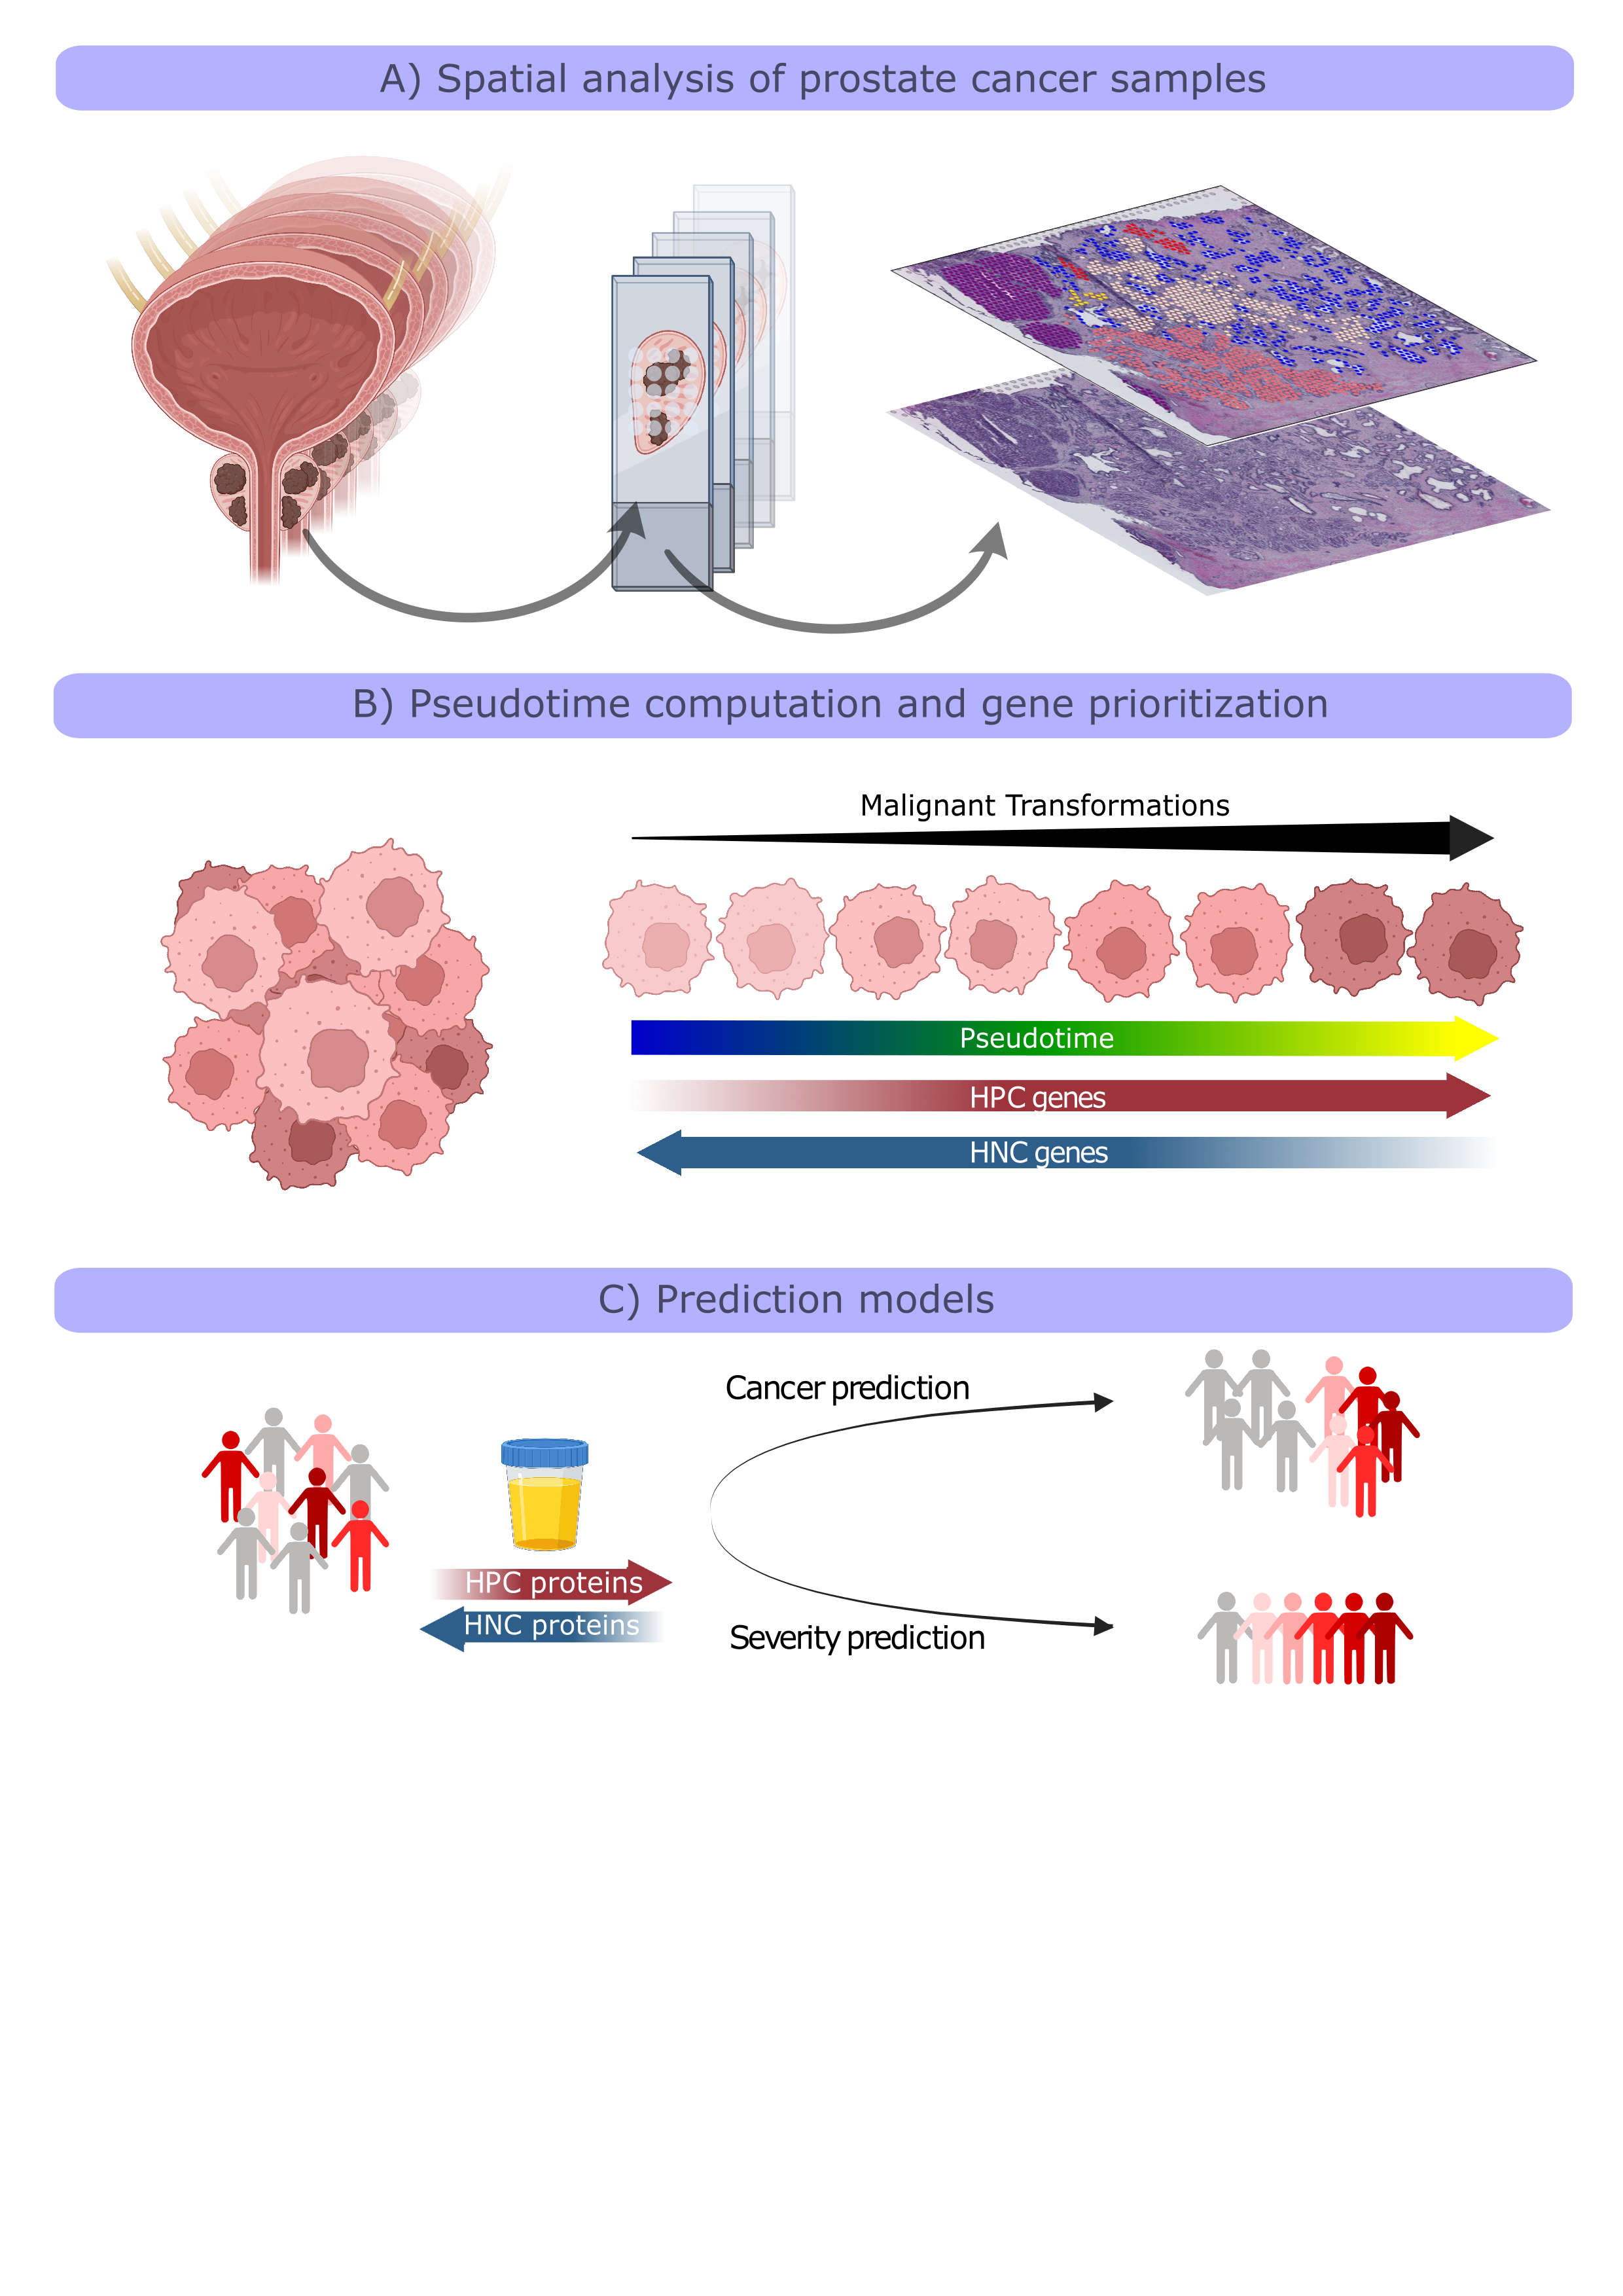 A) Spatial analysis of prostate cancer samples
B) Pseudotime computation and gene prioritization
Malignant Transformations
Pseudotime
HPC genes
HNC genes
C) Prediction models
Cancer prediction
HPC proteins
HNC proteins
Severity prediction